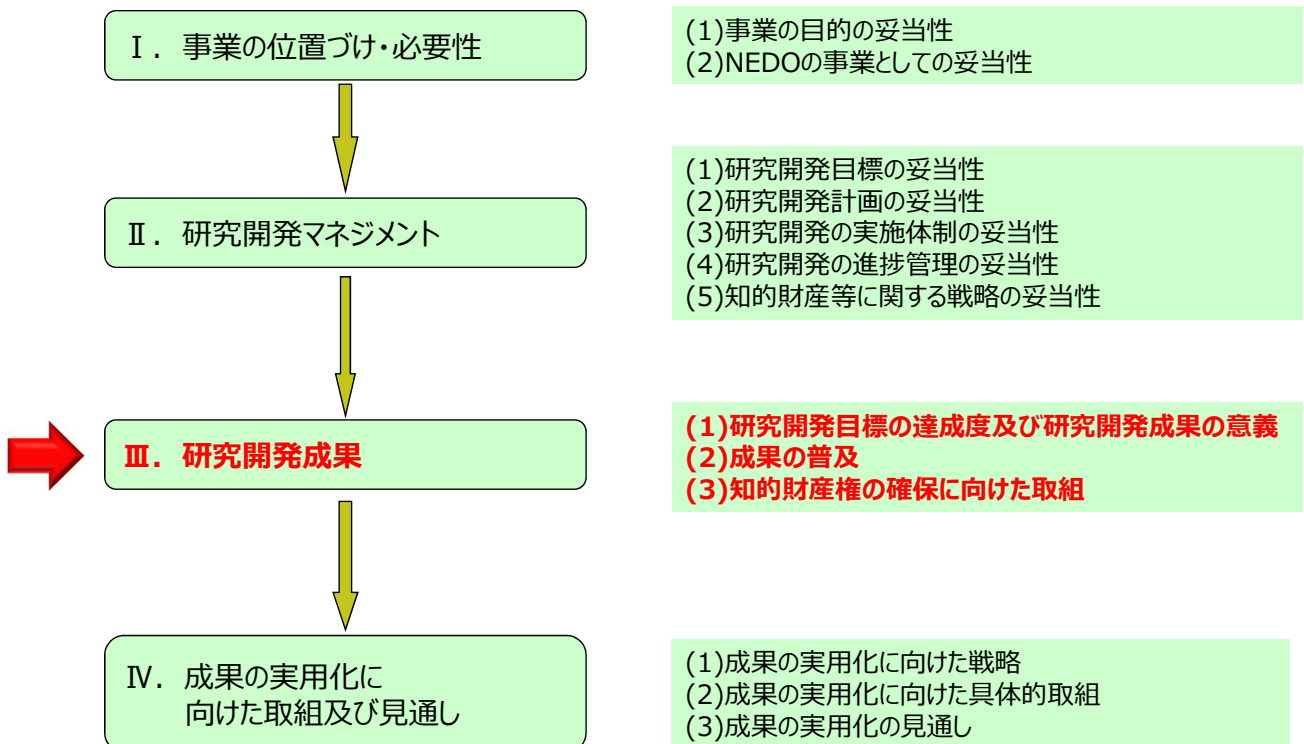 Ⅰ．事業の位置づけ・必要性
(1)事業の目的の妥当性
(2)NEDOの事業としての妥当性
Ⅱ．研究開発マネジメント
(1)研究開発目標の妥当性
(2)研究開発計画の妥当性
(3)研究開発の実施体制の妥当性
(4)研究開発の進捗管理の妥当性
(5)知的財産等に関する戦略の妥当性
Ⅲ．研究開発成果
(1)研究開発目標の達成度及び研究開発成果の意義
(2)成果の普及
(3)知的財産権の確保に向けた取組
Ⅳ．成果の実用化に
向けた取組及び見通し
(1)成果の実用化に向けた戦略
(2)成果の実用化に向けた具体的取組
(3)成果の実用化の見通し